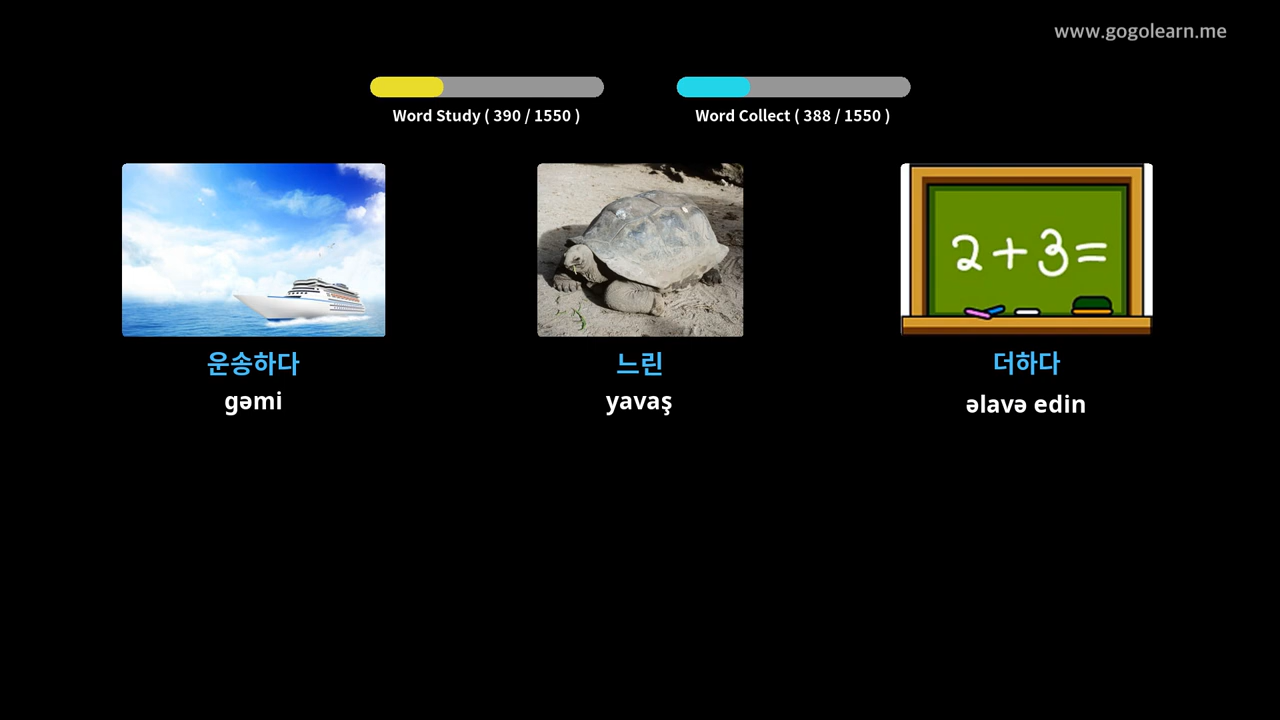 www.gogolearn.me
Word Study ( 390 / 1550 )
Word Collect ( 388 / 1550 )
2+3=
운송하다
느린
더하다
gəmi
yavaş
əlavə edin